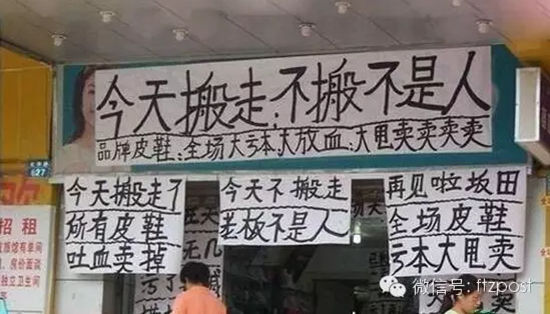 今天搬走;不搬不是人
品牌皮鞋;全场大亏本大放血;大甩卖卖卖卖
627
今天搬走了
所有皮鞋
吐血卖掉
今天不搬走
老板不是人
再见啦坂田
全场皮鞋
亏本大甩卖
招租
无几
微信号: ftzpost